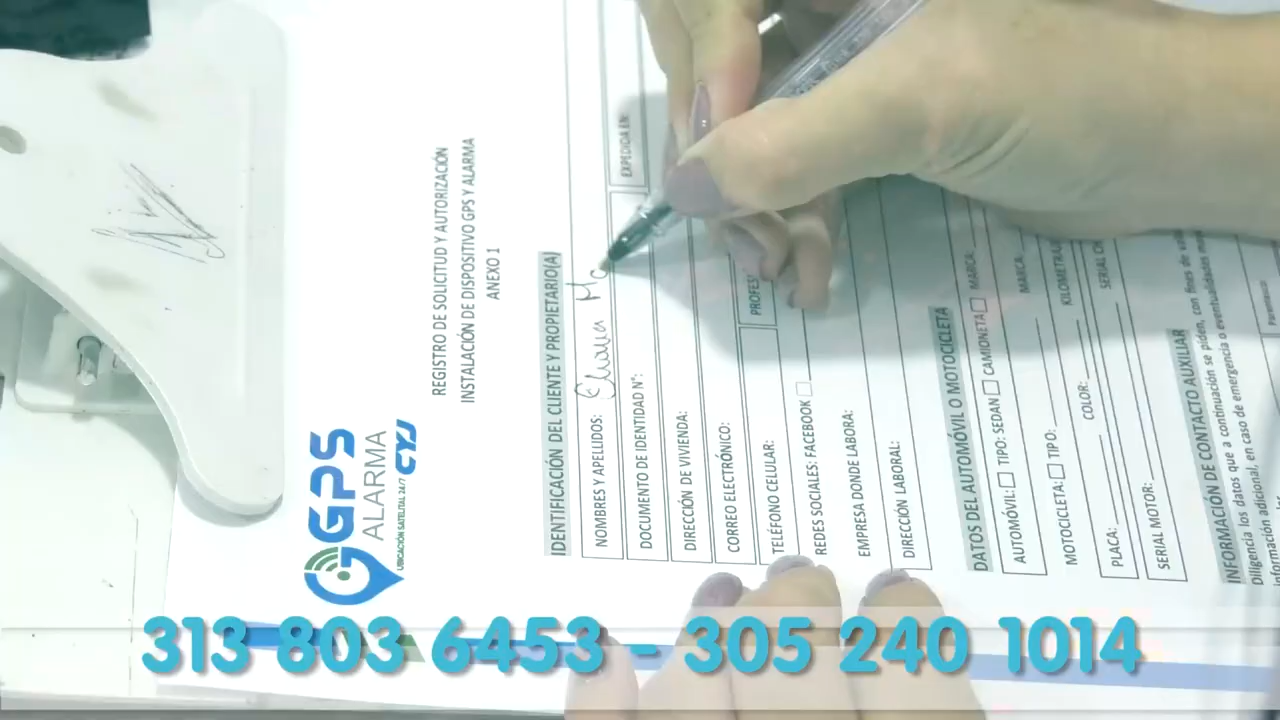 GPS
ALARMA CYJ
UBICACIÓN SATELITAL 24/7
REGISTRO DE SOLICITUD Y AUTORIZACIÓN
INSTALACIÓN DE DISPOSITIVO GPS Y ALARMA
ANEXO 1
IDENTIFICACIÓN DEL CLIENTE Y PROPIETARIO(A)
NOMBRES Y APELLIDOS:
DOCUMENTO DE IDENTIDAD N°: EXPEDIDA EN:
DIRECCIÓN DE VIVIENDA:
CORREO ELECTRÓNICO:
TELÉFONO CELULAR: PROFES
REDES SOCIALES: FACEBOOK
EMPRESA DONDE LABORA:
DIRECCIÓN LABORAL:
DATOS DEL AUTOMÓVIL O MOTOCICLETA
AUTOMÓVIL: TIPO: SEDAN CAMIONETA MARCA:
MOTOCICLETA: TIPO: MARCA:
PLACA: COLOR: KILOMETRA
SERIAL MOTOR: SERIAL CH
INFORMACIÓN DE CONTACTO AUXILIAR
Diligencia los datos que a continuación se piden, con fines de
información adicional, en caso de emergencia o eventualidades
Parentesco
313 803 6453 - 305 240 1014